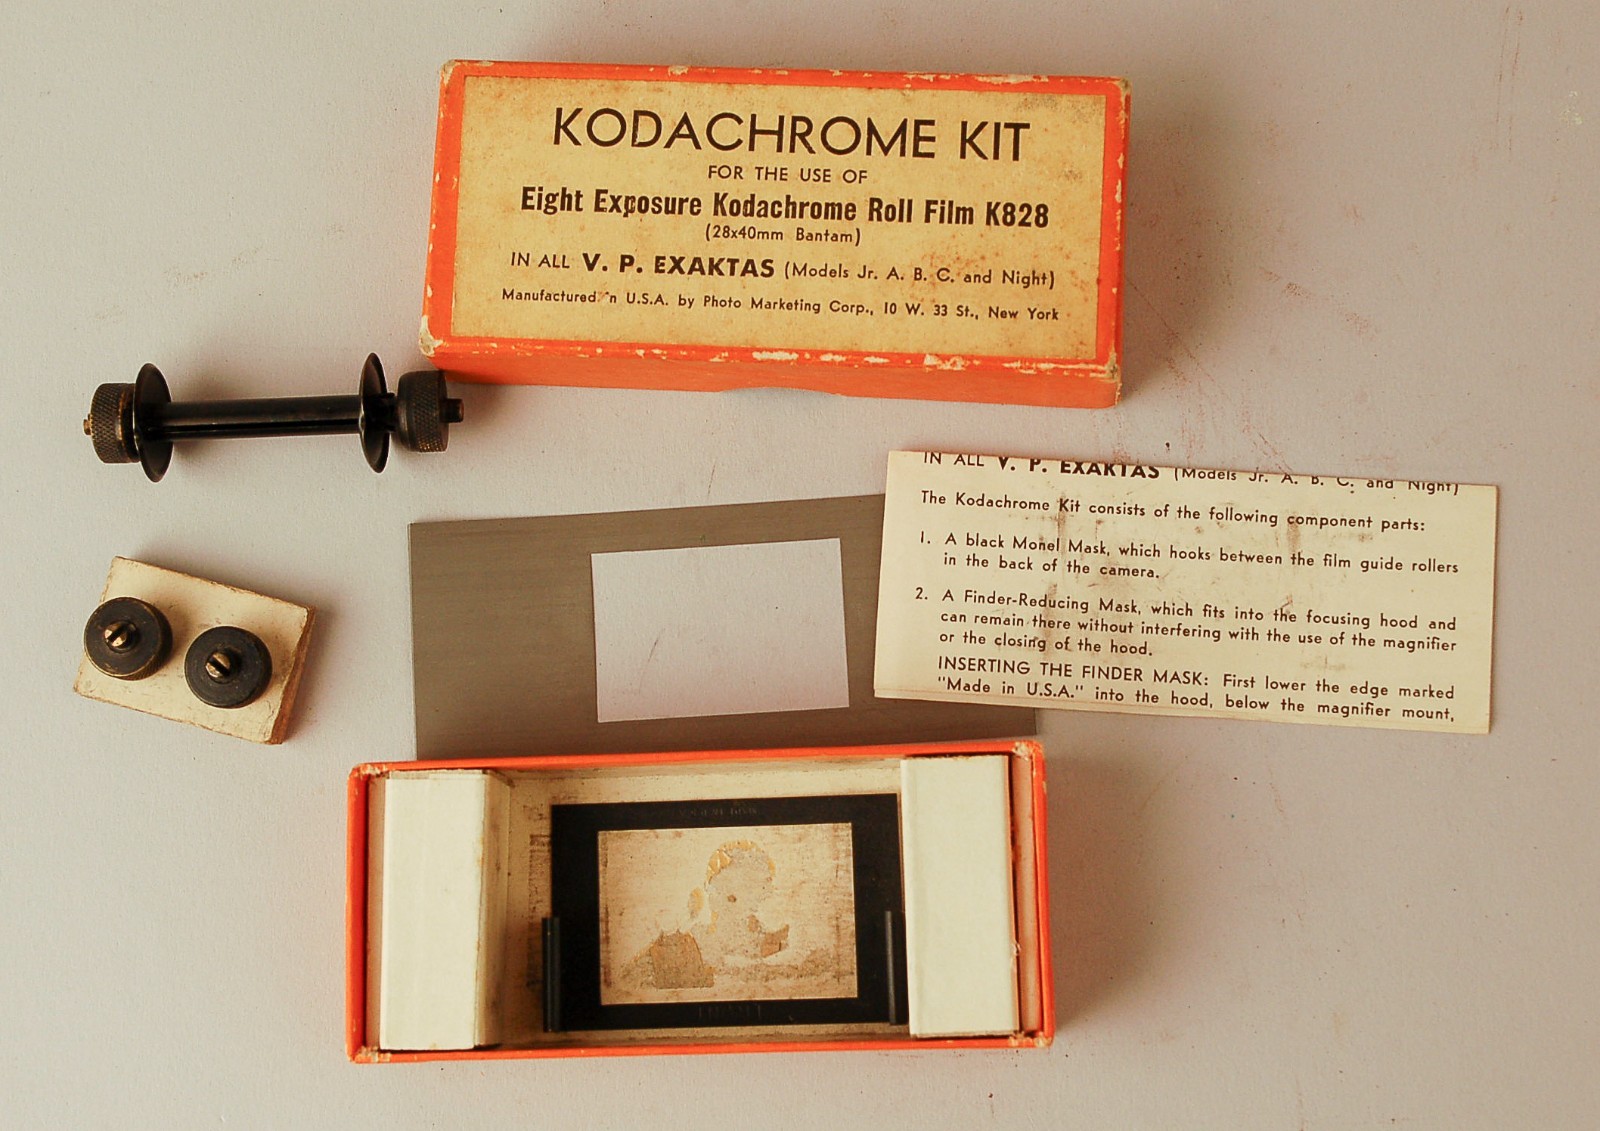 KODACHROME KIT
FOR THE USE OF
Eight Exposure Kodachrome Roll Film K828
(28x40mm Bantam)
IN ALL V. P. EXAKTAS (Models Jr. A. B. C. and Night)
Manufactured in U.S.A. by Photo Marketing Corp., 10 W. 33 St., New York
IN ALL V. P. EXAKTAS (Models Jr. A. B. C. and Night)
The Kodachrome Kit consists of the following component parts:
1. A black Monel Mask, which hooks between the film guide rollers
in the back of the camera.
2. A Finder-Reducing Mask, which fits into the focusing hood and
can remain there without interfering with the use of the magnifier
or the closing of the hood.
INSERTING THE FINDER MASK: First lower the edge marked
"Made in U.S.A." into the hood, below the magnifier mount,